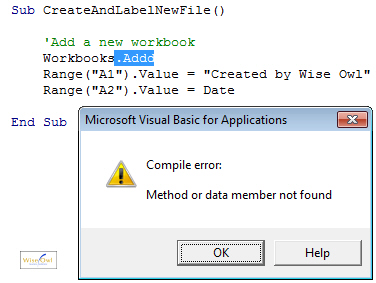 Sub CreateAndLabelNewFile()
'Add a new workbook
Workbooks.Addd
Range("A1").Value = "Created by Wise Owl"
Range("A2").Value = Date
End Sub
Microsoft Visual Basic for Applications
Compile error:
Method or data member not found
OK Help
Wise Owl